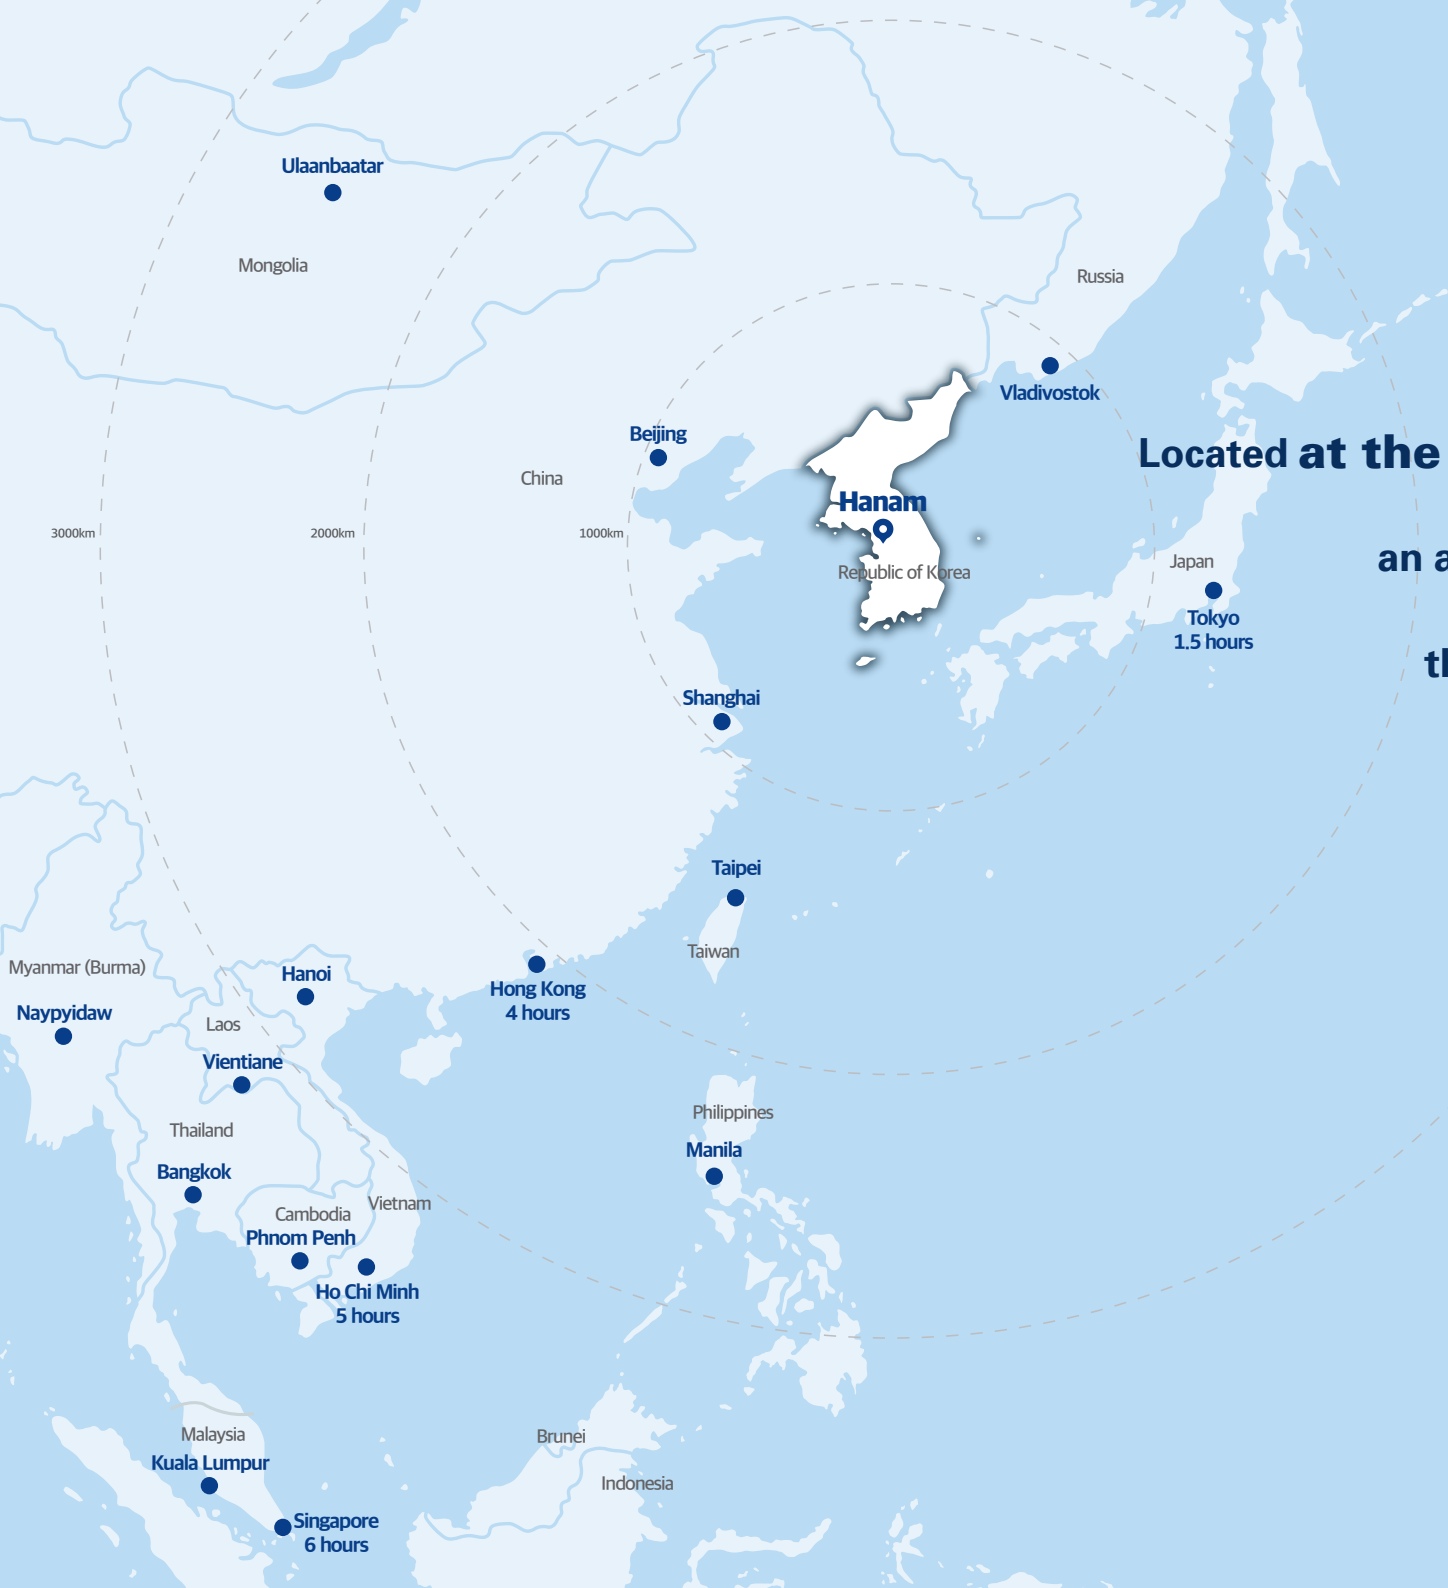 Ulaanbaatar
Mongolia
Russia
Vladivostok
Beijing
China
Located at the
Hanam
3000km
2000km
1000km
an a
Japan
Republic of Korea
Tokyo
1.5 hours
Shanghai
Taipei
Taiwan
Myanmar (Burma)
Hanoi
Hong Kong
4 hours
Naypyidaw
Laos
Vientiane
Philippines
Thailand
Manila
Bangkok
Vietnam
Cambodia
Phnom Penh
Ho Chi Minh
5 hours
Malaysia
Brunei
Kuala Lumpur
Indonesia
Singapore
6 hours